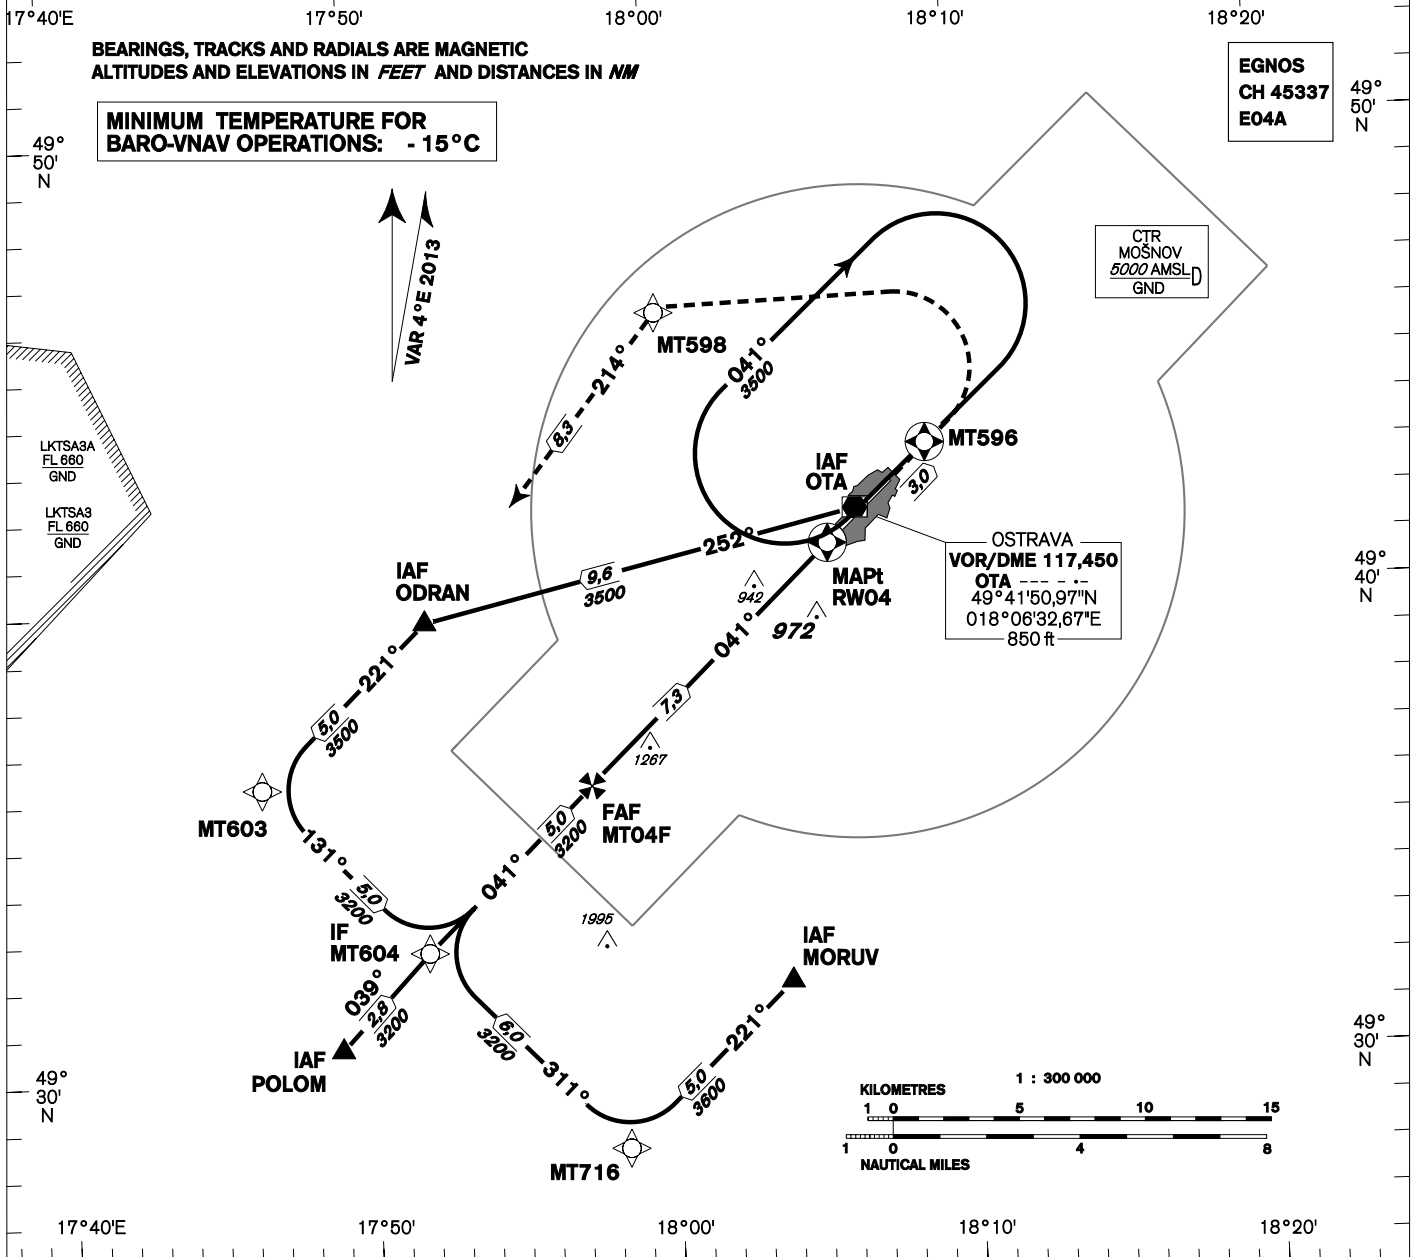 17°40'E
17°50'
18°00'
18°10'
18°20'
BEARINGS, TRACKS AND RADIALS ARE MAGNETIC
ALTITUDES AND ELEVATIONS IN FEET AND DISTANCES IN NM
MINIMUM TEMPERATURE FOR
BARO-VNAV OPERATIONS: - 15°C
EGNOS
CH 45337
E04A
49°
50'
N
49°
50'
N
VAR 4°E 2013
CTR
MOŠNOV
5000 AMSL
GND
D
MT598
214°
8,3
041°
3500
LKTSA3A
FL 660
GND
LKTSA3
FL 660
GND
MT596
IAF
OTA
3,0
252°
9,6
3500
OSTRAVA
VOR/DME 117,450
OTA --- - ·-
49°41'50,97"N
018°06'32,67"E
850 ft
IAF
ODRAN
MAPt
RW04
942
972
49°
40'
N
041°
221°
7,3
5,0
3500
1267
MT603
FAF
MT04F
131°
5,0
3200
041°
5,0
3200
1995
IF
MT604
IAF
MORUV
039°
2,8
3200
6,0
3200
221°
IAF
POLOM
311°
5,0
3600
49°
30'
N
49°
30'
N
MT716
1 : 300 000
KILOMETRES
1 0 5 10 15
1 0 4 8
NAUTICAL MILES
17°40'E
17°50'
18°00'
18°10'
18°20'